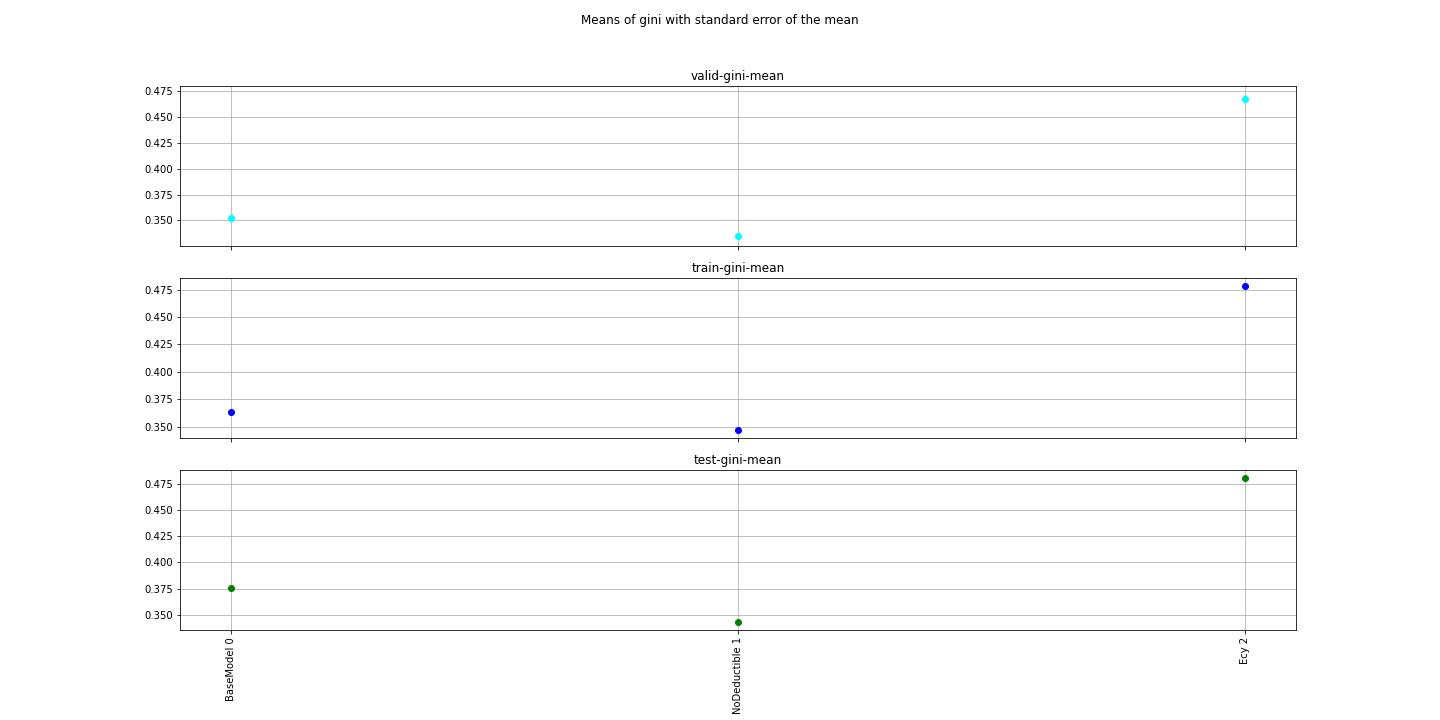 Means of gini with standard error of the mean
valid-gini-mean
0.475
0.450
0.425
0.400
0.375
0.350
train-gini-mean
0.475
0.450
0.425
0.400
0.375
0.350
test-gini-mean
0.475
0.450
0.425
0.400
0.375
0.350
BaseModel 0
NoDeductible 1
Ecy 2